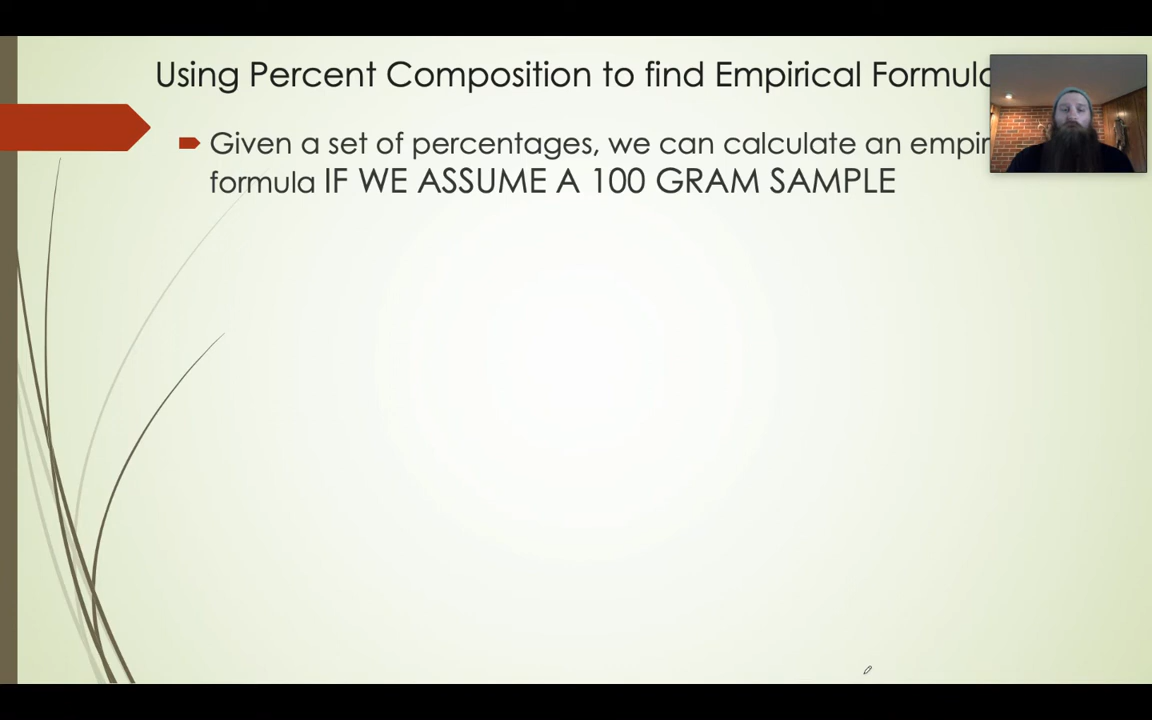 Using Percent Composition to find Empirical Formula
Given a set of percentages, we can calculate an
formula IF WE ASSUME A 100 GRAM SAMPLE